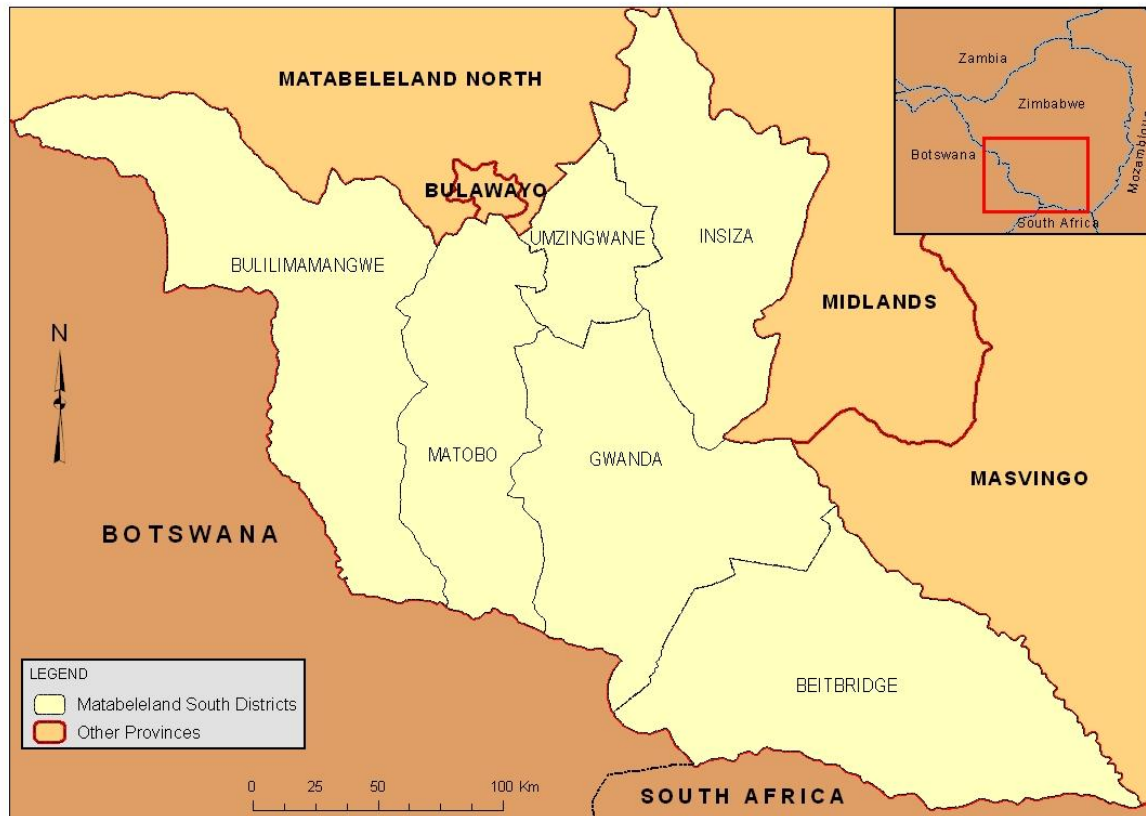 MATABELELAND NORTH
BULAWAYO
UMZINGWANE
INSIZA
BULILIMAMANGWE
MIDLANDS
MATOBO
GWANDA
MASVINGO
BOTSWANA
BEITBRIDGE
SOUTH AFRICA
N
Zambia
Zimbabwe
Botswana
Mozambique
South Africa
LEGEND
Matabeleland South Districts
Other Provinces
0 25 50 100 Km